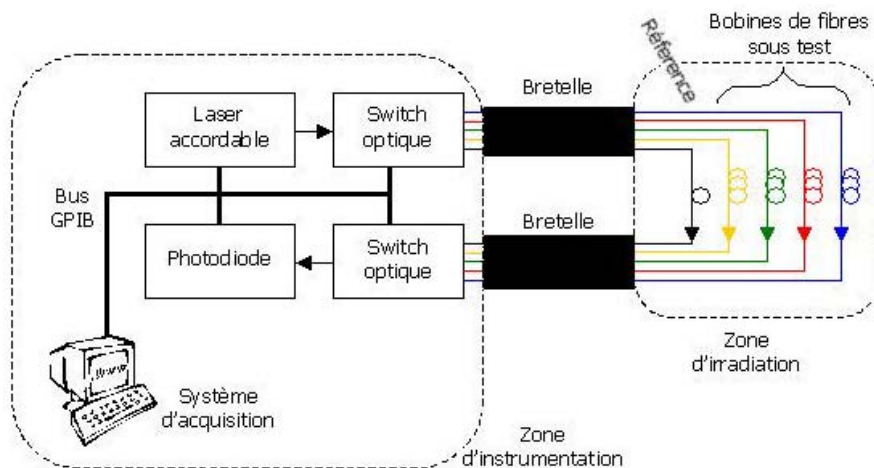 Référence
Bobines de fibres
sous test
Bretelle
Laser
accordable
Switch
optique
Bus
GPIB
Bretelle
Photodiode
Switch
optique
Zone
d'irradiation
Système
d'acquisition
Zone
d'instrumentation